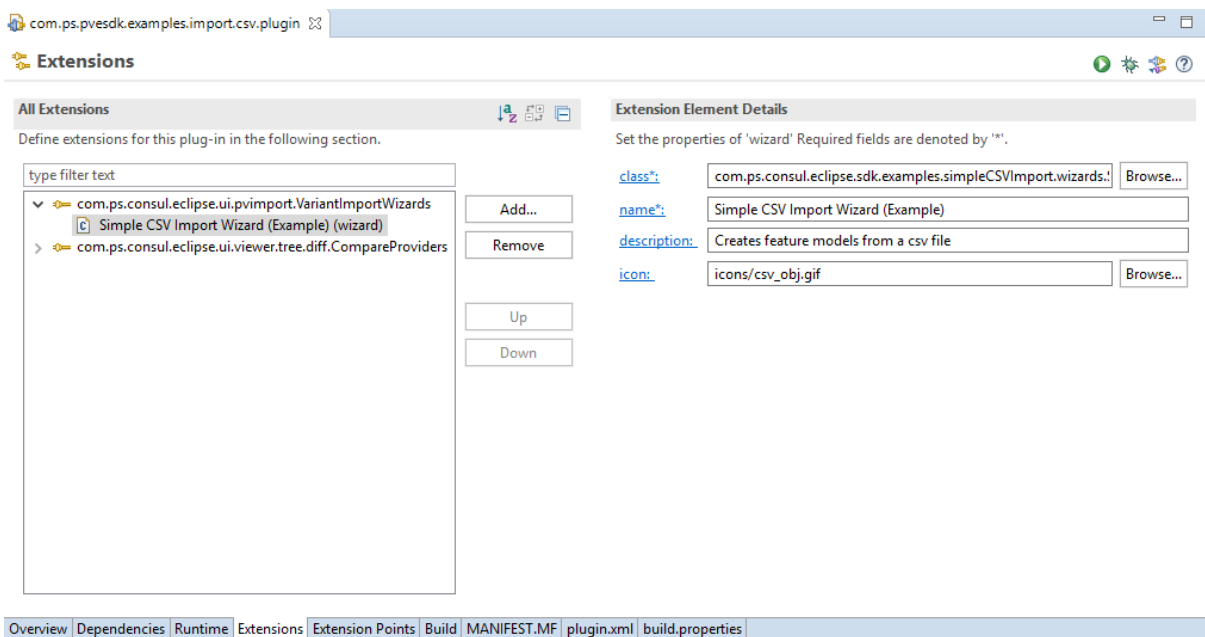 com.ps.pvesdk.examples.import.csv.plugin
Extensions
All Extensions
Define extensions for this plug-in in the following section.
type filter text
com.ps.consul.eclipse.ui.pvimport.VariantImportWizards
Simple CSV Import Wizard (Example) (wizard)
com.ps.consul.eclipse.ui.viewer.tree.diff.CompareProviders
Add...
Remove
Up
Down
Extension Element Details
Set the properties of 'wizard' Required fields are denoted by '*'.
class*: com.ps.consul.eclipse.sdk.examples.simpleCSVImport.wizards. Browse...
name*: Simple CSV Import Wizard (Example)
description: Creates feature models from a csv file
icon: icons/csv_obj.gif Browse...
Overview Dependencies Runtime Extensions Extension Points Build MANIFEST.MF plugin.xml build.properties